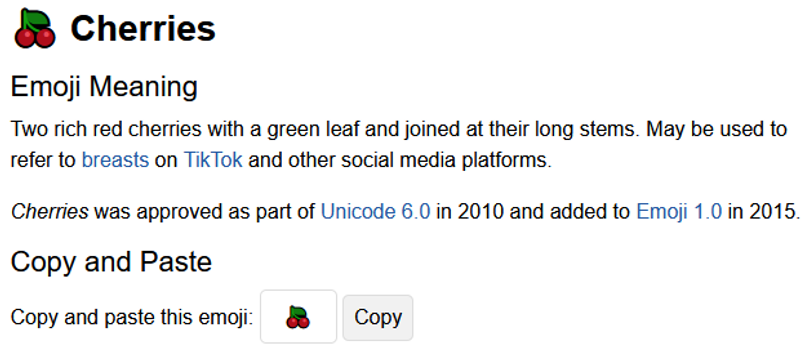 Cherries
Emoji Meaning
Two rich red cherries with a green leaf and joined at their long stems. May be used to
refer to breasts on TikTok and other social media platforms.
Cherries was approved as part of Unicode 6.0 in 2010 and added to Emoji 1.0 in 2015.
Copy and Paste
Copy and paste this emoji: 🍒 Copy